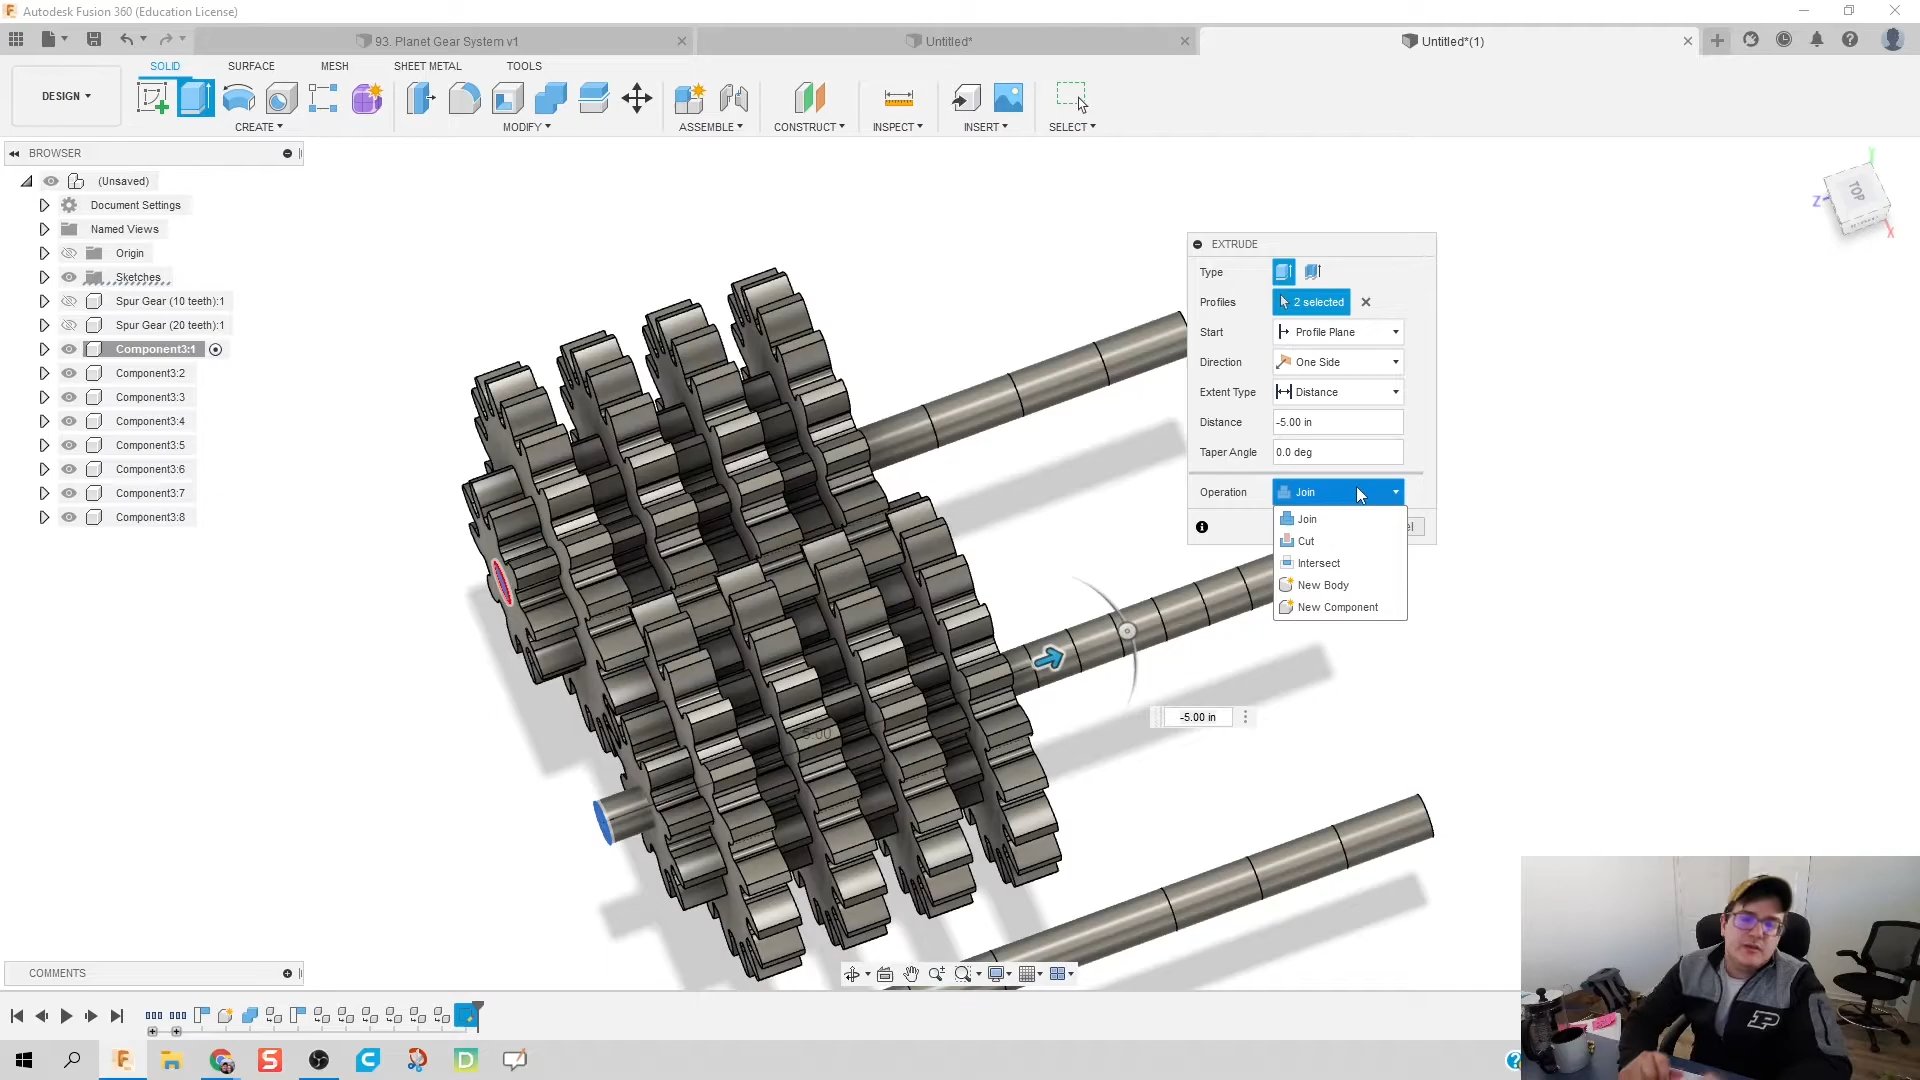 Autodesk Fusion 360 (Education License)
93. Planet Gear System v1
Untitled*
Untitled*(1)
SOLID
SURFACE
MESH
SHEET METAL
TOOLS
DESIGN
CREATE
MODIFY
ASSEMBLE
CONSTRUCT
INSPECT
INSERT
SELECT
BROWSER
(Unsaved)
Document Settings
Named Views
Origin
Sketches
Spur Gear (10 teeth):1
Spur Gear (20 teeth):1
Component3:1
Component3:2
Component3:3
Component3:4
Component3:5
Component3:6
Component3:7
Component3:8
TOP
Z
X
Y
EXTRUDE
Type
Profiles
2 selected
Start
Profile Plane
Direction
One Side
Extent Type
Distance
Distance
-5.00 in
Taper Angle
0.0 deg
Operation
Join
Join
Cut
Intersect
New Body
New Component
-5.00 in
5.00
COMMENTS
P